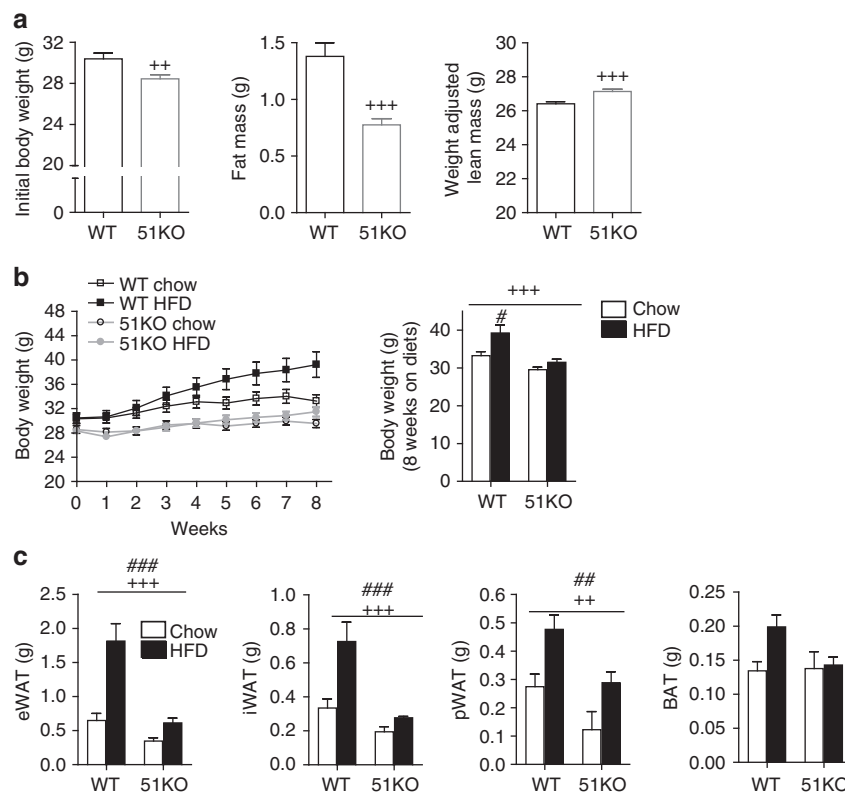 a
Initial body weight (g)
32
28
24
20
0
WT 51KO
++
Fat mass (g)
1.5
1.0
0.5
0.0
WT 51KO
+++
Weight adjusted
lean mass (g)
30
28
26
24
22
20
WT 51KO
+++
b
WT chow
WT HFD
51KO chow
51KO HFD
Body weight (g)
48
44
40
36
32
28
24
20
0 1 2 3 4 5 6 7 8
Weeks
Body weight (g)
(8 weeks on diets)
40
30
20
10
0
WT 51KO
+++
#
Chow
HFD
c
###
+++
eWAT (g)
2.5
2.0
1.5
1.0
0.5
0.0
WT 51KO
Chow
HFD
###
+++
iWAT (g)
1.0
0.8
0.6
0.4
0.2
0.0
WT 51KO
##
++
pWAT (g)
0.6
0.5
0.4
0.3
0.2
0.1
0.0
WT 51KO
BAT (g)
0.25
0.20
0.15
0.10
0.05
0.00
WT 51KO